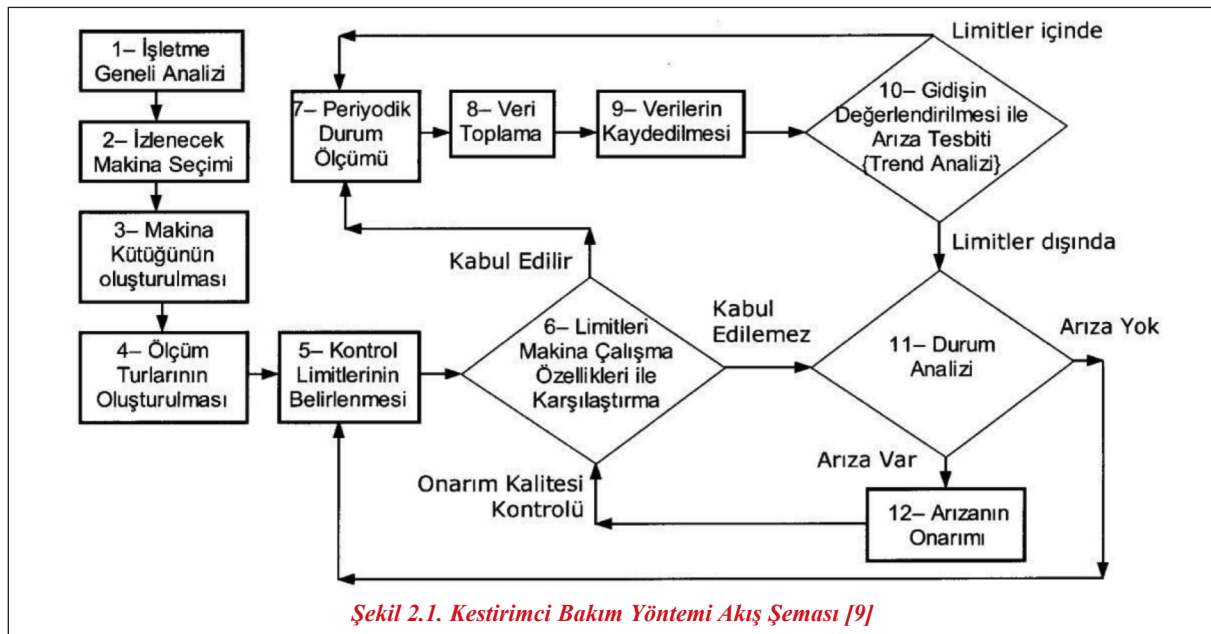 1– İşletme
Geneli Analizi
2– İzlenecek
Makina Seçimi
3– Makina
Kütüğünün
oluşturulması
4– Ölçüm
Turlarının
Oluşturulması
5– Kontrol
Limitlerinin
Belirlenmesi
6– Limitleri
Makina Çalışma
Özellikleri ile
Karşılaştırma
Kabul Edilir
Kabul
Edilemez
7– Periyodik
Durum
Ölçümü
8– Veri
Toplama
9– Verilerin
Kaydedilmesi
10– Gidişin
Değerlendirilmesi ile
Arıza Tesbiti
{Trend Analizi}
Limitler içinde
Limitler dışında
11– Durum
Analizi
Arıza Yok
Arıza Var
12– Arızanın
Onarımı
Onarım Kalitesi
Kontrolü
Şekil 2.1. Kestirimci Bakım Yöntemi Akış Şeması [9]